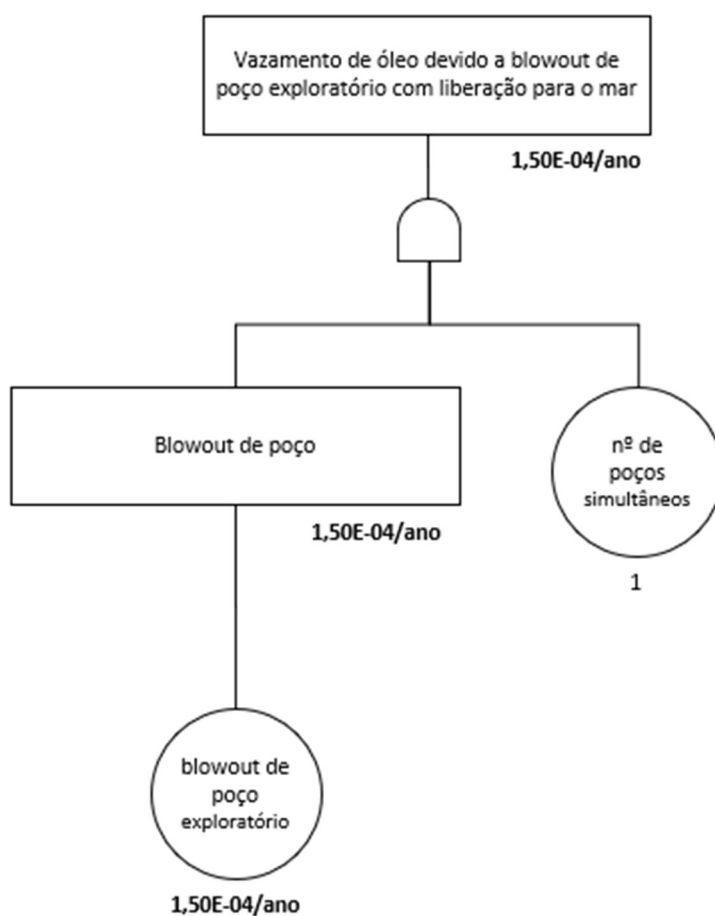 Vazamento de óleo devido a blowout de
poço exploratório com liberação para o mar
1,50E-04/ano
Blowout de poço
1,50E-04/ano
nº de
poços
simultâneos
1
blowout de
poço
exploratório
1,50E-04/ano